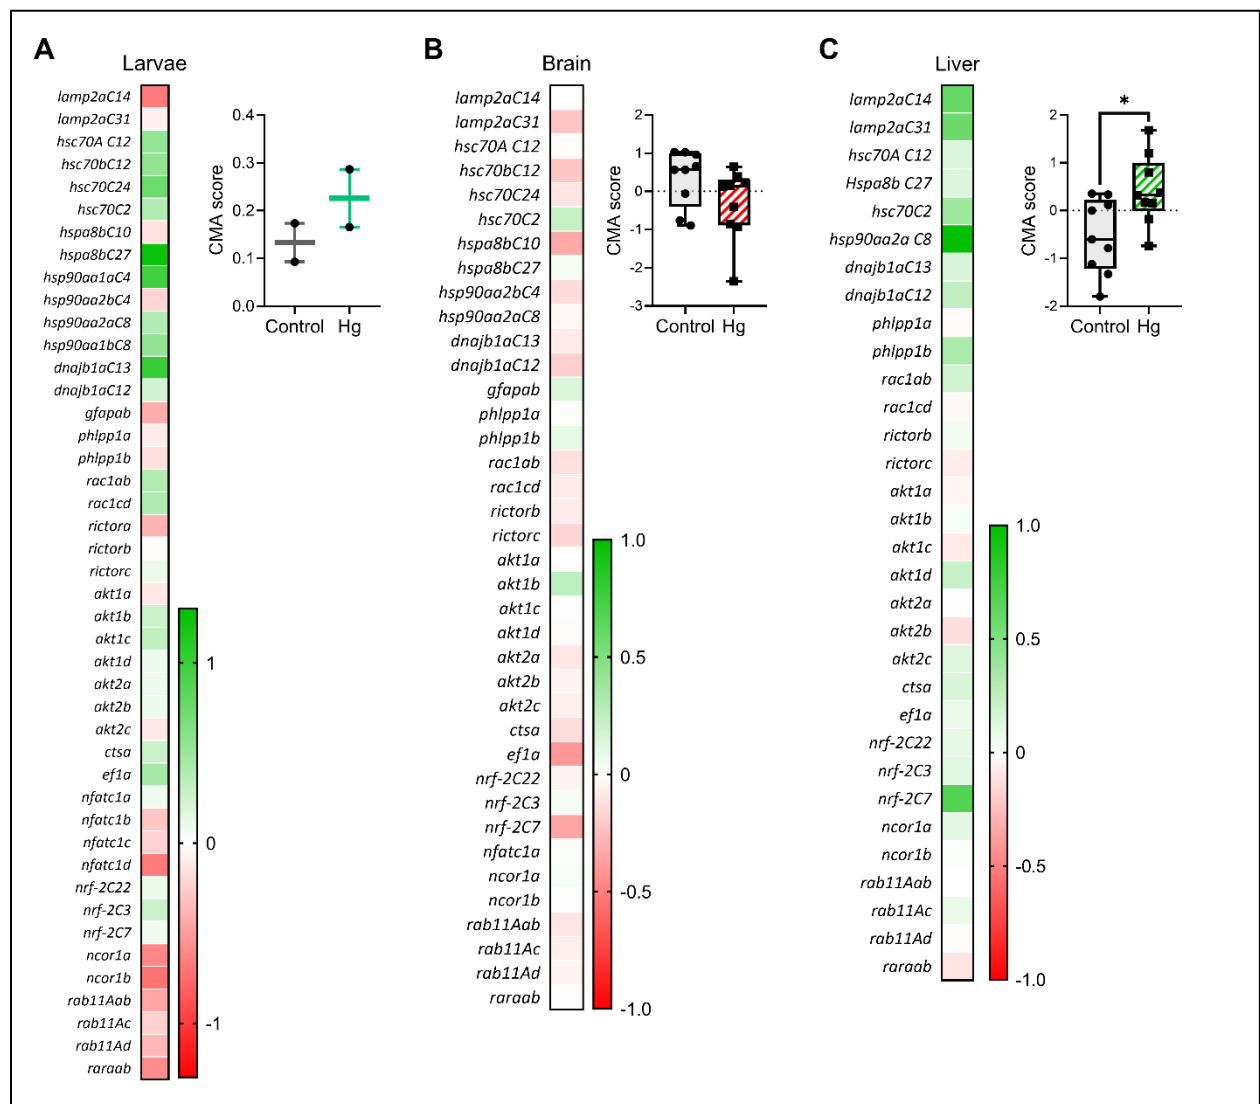 A
Larvae
lamp2aC14
lamp2aC31
hsc70A C12
hsc70bC12
hsc70C24
hsc70C2
hspa8bC10
hspa8bC27
hsp90aa1aC4
hsp90aa2bC4
hsp90aa2aC8
hsp90aa1bC8
dnajb1aC13
dnajb1aC12
gfapab
phlpp1a
phlpp1b
rac1ab
rac1cd
rictora
rictorb
rictorc
akt1a
akt1b
akt1c
akt1d
akt2a
akt2b
akt2c
ctsa
ef1a
nfatc1a
nfatc1b
nfatc1c
nfatc1d
nrf-2C22
nrf-2C3
nrf-2C7
ncor1a
ncor1b
rab11Aab
rab11Ac
rab11Ad
raraab
1
0
-1
CMA score
0.4
0.3
0.2
0.1
0.0
Control Hg
B
Brain
lamp2aC14
lamp2aC31
hsc70A C12
hsc70bC12
hsc70C24
hsc70C2
hspa8bC10
hspa8bC27
hsp90aa2bC4
hsp90aa2aC8
dnajb1aC13
dnajb1aC12
gfapab
phlpp1a
phlpp1b
rac1ab
rac1cd
rictorb
rictorc
akt1a
akt1b
akt1c
akt1d
akt2a
akt2b
akt2c
ctsa
ef1a
nrf-2C22
nrf-2C3
nrf-2C7
nfatc1a
ncor1a
ncor1b
rab11Aab
rab11Ac
rab11Ad
raraab
1.0
0.5
0
-0.5
-1.0
CMA score
2
1
0
-1
-2
-3
Control Hg
C
Liver
lamp2aC14
lamp2aC31
hsc70A C12
Hspa8b C27
hsc70C2
hsp90aa2a C8
dnajb1aC13
dnajb1aC12
phlpp1a
phlpp1b
rac1ab
rac1cd
rictorb
rictorc
akt1a
akt1b
akt1c
akt1d
akt2a
akt2b
akt2c
ctsa
ef1a
nrf-2C22
nrf-2C3
nrf-2C7
ncor1a
ncor1b
rab11Aab
rab11Ac
rab11Ad
raraab
1.0
0.5
0
-0.5
-1.0
CMA score
2
1
0
-1
-2
*
Control Hg